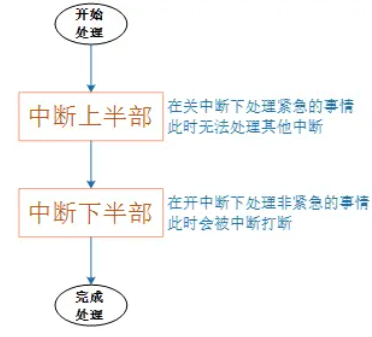 开始
处理
中断上半部
在关中断下处理紧急的事情
此时无法处理其他中断
中断下半部
在开中断下处理非紧急的事情
此时会被中断打断
完成
处理